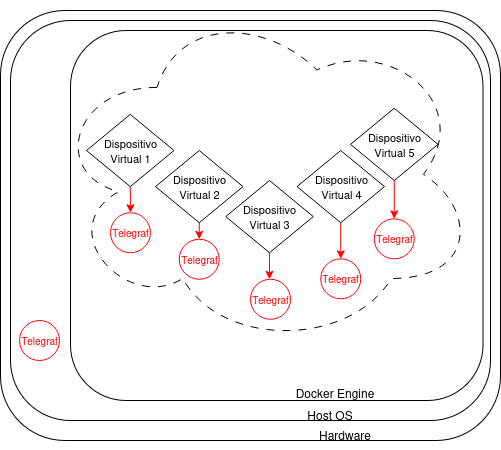 Dispositivo
Virtual 1
Dispositivo
Virtual 2
Dispositivo
Virtual 3
Dispositivo
Virtual 4
Dispositivo
Virtual 5
Telegraf
Telegraf
Telegraf
Telegraf
Telegraf
Telegraf
Docker Engine
Host OS
Hardware